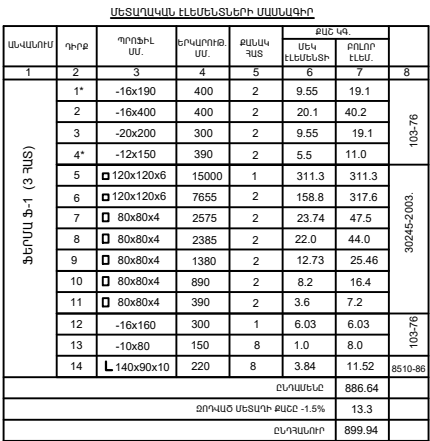 ՄԵՏԱՂԱԿԱՆ ԷԼԵՄԵՆՏՆԵՐԻ ՄԱՍՆԱԳԻՐ
ԱՆՎԱՆՈՒՄ ԴԻՐՔ ՊՐՈՖԻԼ ՄՄ. ԵՐԿԱՐՈՒԹ. ՄՄ. ՔԱՆԱԿ ՀԱՏ ՔԱՇ ԿԳ.
ՄԵԿ ԷԼԵՄԵՆՏԻ ԲՈԼՈՐ ԷԼԵՄ.
1 2 3 4 5 6 7 8
ՖԵՐՄԱ Ֆ-1 (3 ՀԱՏ)
1* -16x190 400 2 9.55 19.1
2 -16x400 400 2 20.1 40.2
3 -20x200 300 2 9.55 19.1
4* -12x150 390 2 5.5 11.0
103-76
5 120x120x6 15000 1 311.3 311.3
6 120x120x6 7655 2 158.8 317.6
7 80x80x4 2575 2 23.74 47.5
8 80x80x4 2385 2 22.0 44.0
9 80x80x4 1380 2 12.73 25.46
10 80x80x4 890 2 8.2 16.4
11 80x80x4 390 2 3.6 7.2
30245-2003.
12 -16x160 300 1 6.03 6.03
13 -10x80 150 8 1.0 8.0
103-76
14 140x90x10 220 8 3.84 11.52 8510-86
ԸՆԴԱՄԵՆԸ 886.64
ԶՈԴՎԱԾ ՄԵՏԱՂԻ ՔԱՇԸ -1.5% 13.3
ԸՆԴՀԱՆՈՒՐ 899.94